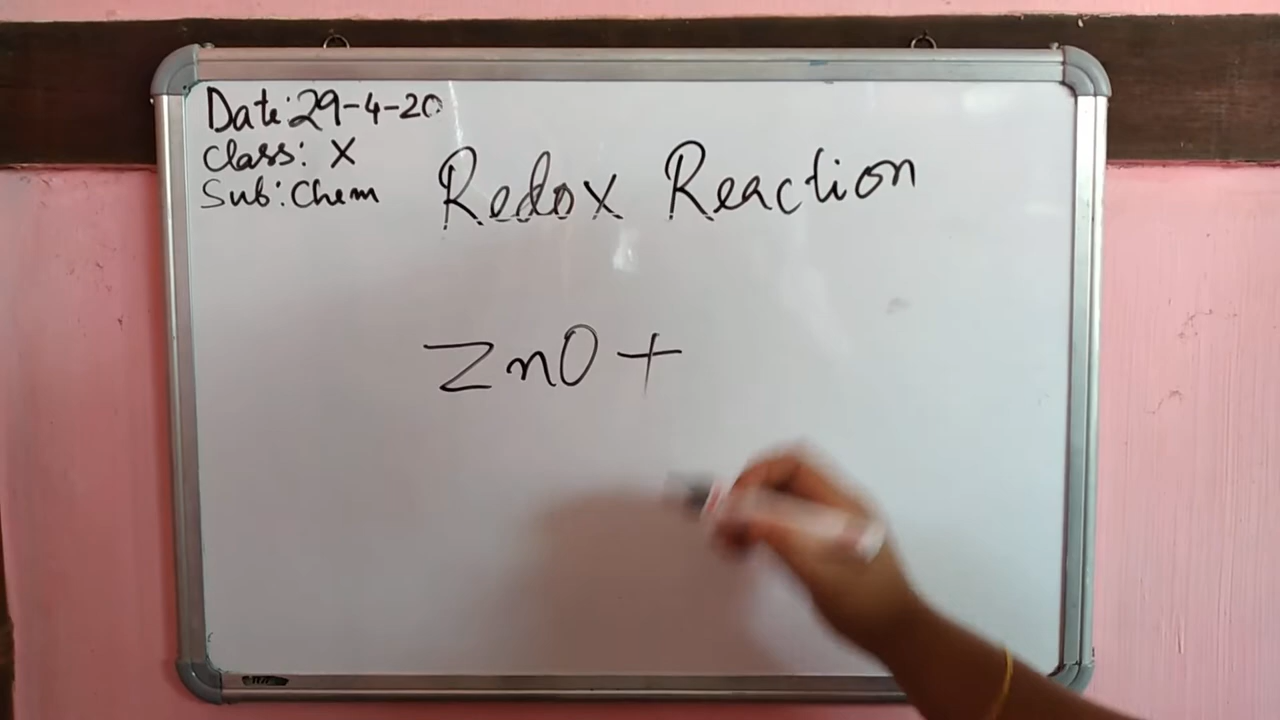 Date: 29-4-20
Class: X
Sub: Chem
Redox Reaction
ZnO +